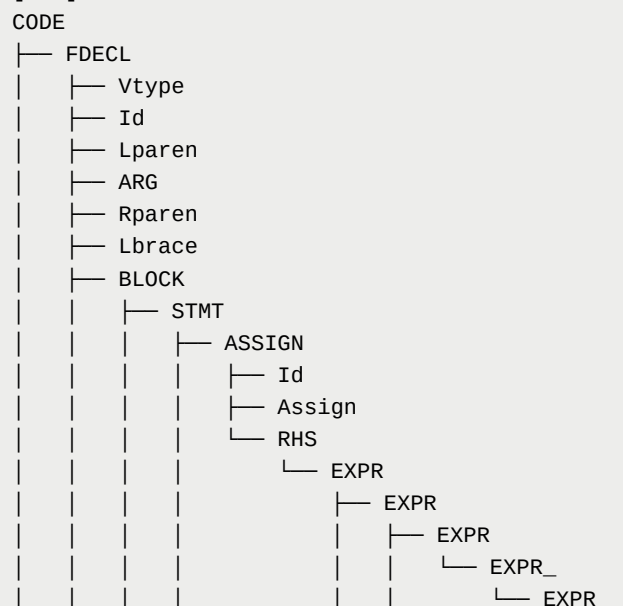 CODE
├── FDECL
│   ├── Vtype
│   ├── Id
│   ├── Lparen
│   ├── ARG
│   ├── Rparen
│   ├── Lbrace
│   ├── BLOCK
│   │   ├── STMT
│   │   │   ├── ASSIGN
│   │   │   │   ├── Id
│   │   │   │   ├── Assign
│   │   │   │   └── RHS
│   │   │   │       └── EXPR
│   │   │   │           ├── EXPR
│   │   │   │           │   ├── EXPR
│   │   │   │           │   │   └── EXPR_
│   │   │   │           │   │       └── EXPR